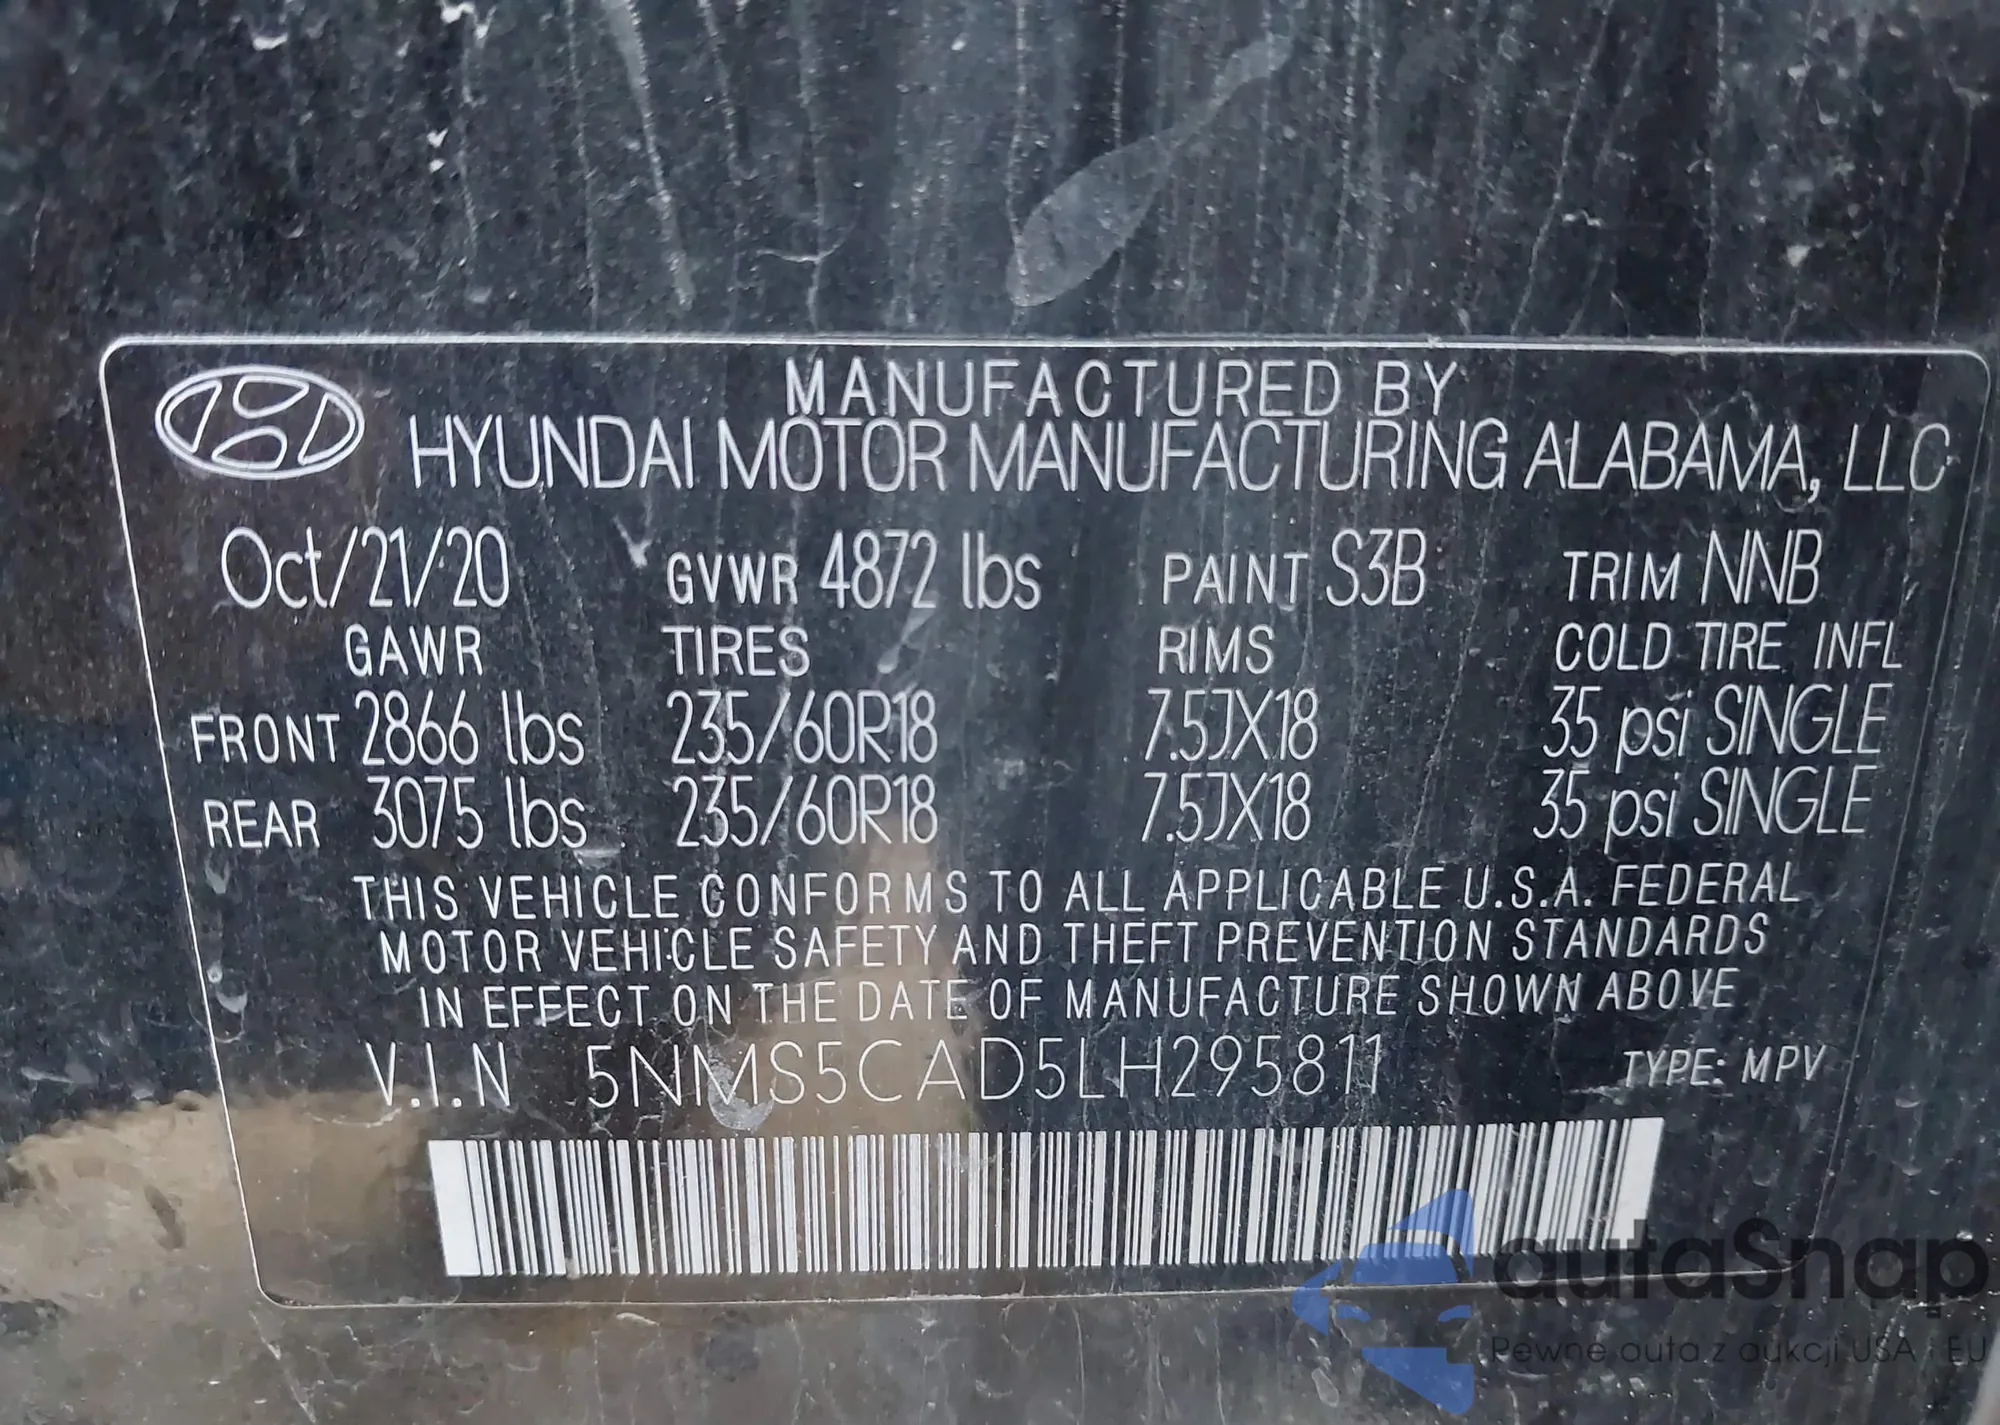 MANUFACTURED BY
HYUNDAI MOTOR MANUFACTURING ALABAMA, LLC
Oct/21/20 GVWR 4872 lbs PAINT S3B TRIM NNB
GAWR TIRES RIMS COLD TIRE INFL
FRONT 2866 lbs 235/60R18 7.5JX18 35 psi SINGLE
REAR 3075 lbs 235/60R18 7.5JX18 35 psi SINGLE
THIS VEHICLE CONFORMS TO ALL APPLICABLE U.S.A. FEDERAL
MOTOR VEHICLE SAFETY AND THEFT PREVENTION STANDARDS
IN EFFECT ON THE DATE OF MANUFACTURE SHOWN ABOVE
V.I.N 5NMS5CAD5LH295811 TYPE: MPV
autaSnap
Pewne auta z aukcji USA i EU